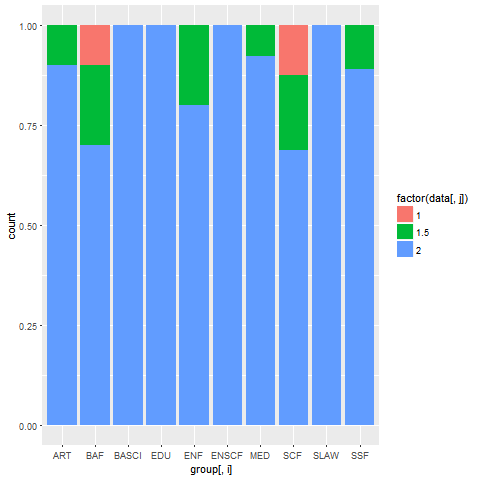 1.00
0.75
0.50
0.25
0.00
count
ART BAF BASCI EDU ENF ENSCF MED SCF SLAW SSF
group[, i]
factor(data[, j])
1
1.5
2